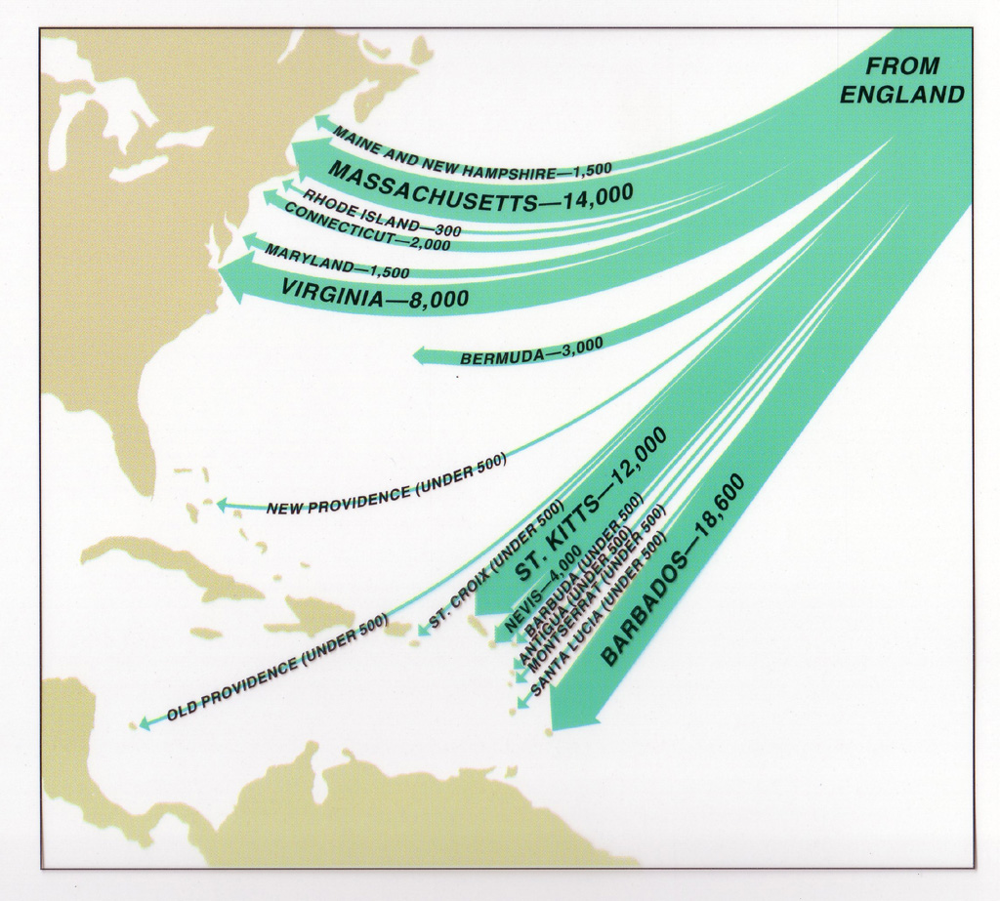 FROM
ENGLAND
MAINE AND NEW HAMPSHIRE—1,500
MASSACHUSETTS—14,000
RHODE ISLAND—300
CONNECTICUT—2,000
MARYLAND—1,500
VIRGINIA—8,000
BERMUDA—3,000
NEW PROVIDENCE (UNDER 500)
OLD PROVIDENCE (UNDER 500)
ST. CROIX (UNDER 500)
ST. KITTS—12,000
NEVIS—4,000
BARBUDA (UNDER 500)
ANTIGUA (UNDER 500)
MONTSERRAT (UNDER 500)
SANTA LUCIA (UNDER 500)
BARBADOS—18,600